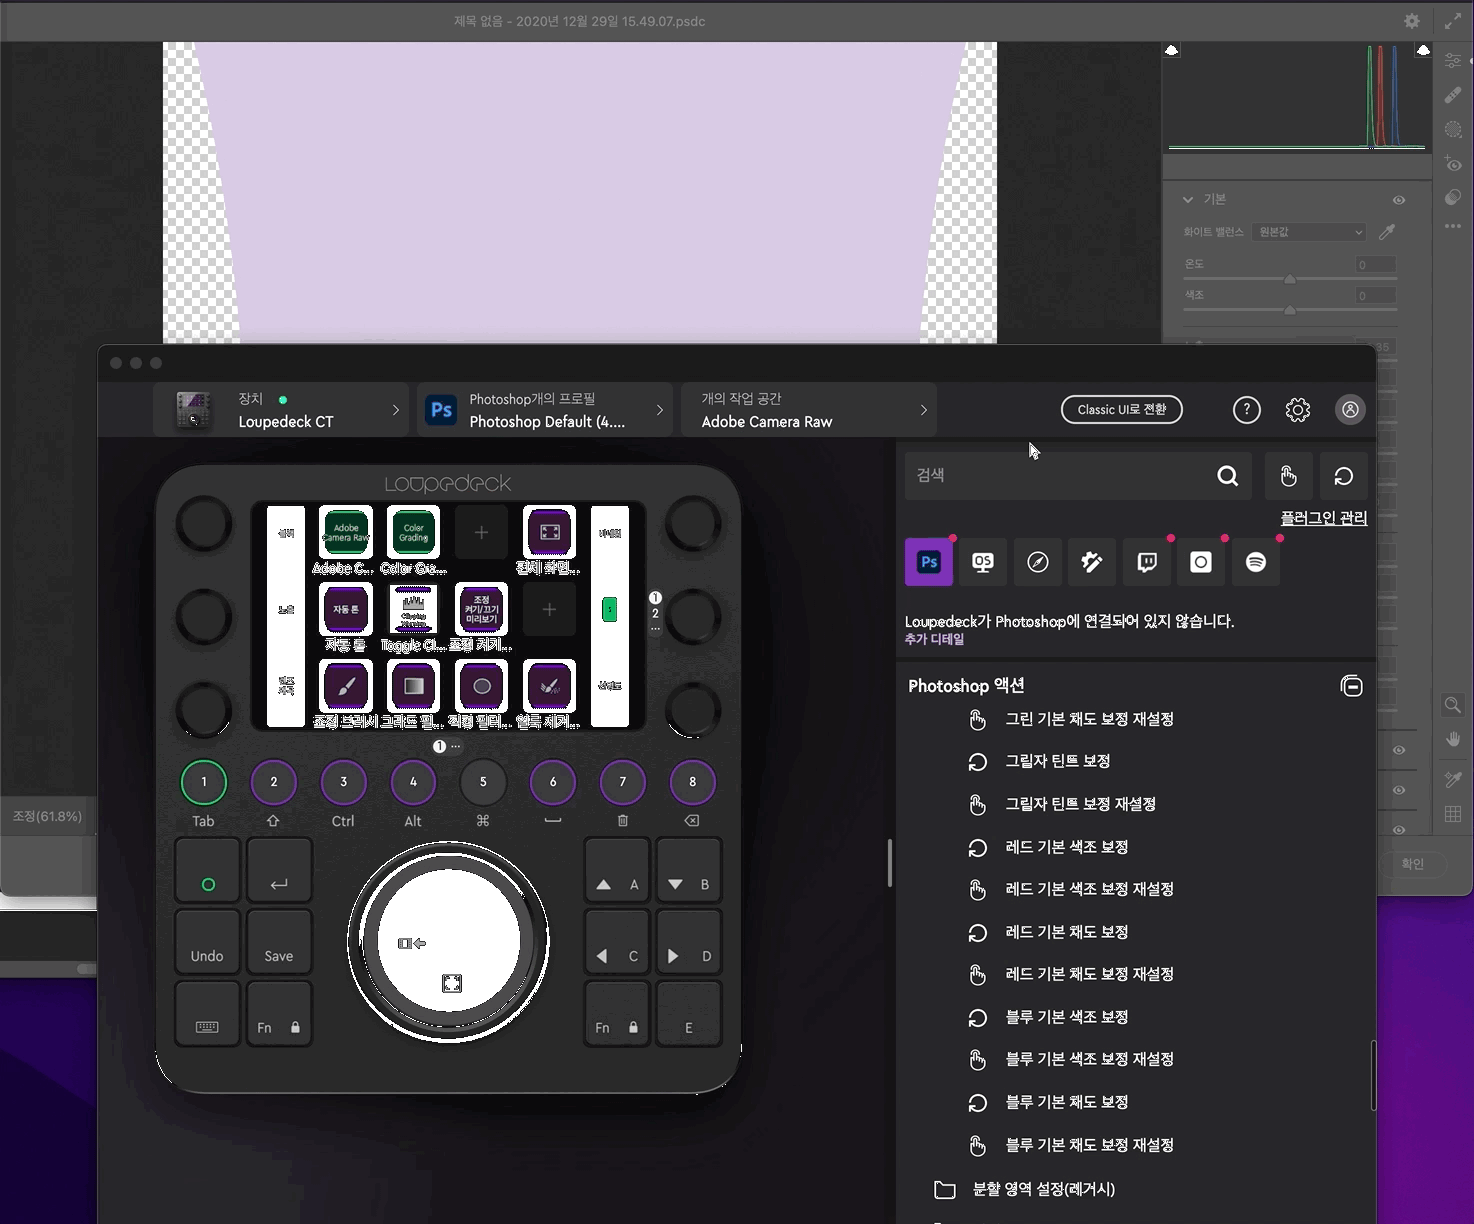 제목 없음 - 2020년 12월 29일 15.49.07.psdc
기본
화이트 밸런스
원본값
온도
0
색조
0
35
조정(61.8%)
확인
장치
Loupedeck CT
Ps
Photoshop개의 프로필
Photoshop Default (4....
개의 작업 공간
Adobe Camera Raw
Classic UI로 전환
?
검색
플러그인 관리
Ps
QS
Loupedeck가 Photoshop에 연결되어 있지 않습니다.
추가 디테일
Photoshop 액션
그린 기본 채도 보정 재설정
그림자 틴트 보정
그림자 틴트 보정 재설정
레드 기본 색조 보정
레드 기본 색조 보정 재설정
레드 기본 채도 보정
레드 기본 채도 보정 재설정
블루 기본 색조 보정
블루 기본 색조 보정 재설정
블루 기본 채도 보정
블루 기본 채도 보정 재설정
분할 영역 설정(레거시)
Loupedeck
Adobe Camera Raw
Color Grading
Adobe C...
Color Gra...
전체 화면...
노출
자동 톤
조정 켜기/끄기 미리보기
1
2
...
자동 톤
Toggle Cl...
조정 켜기...
조정 브러시
그라드 필...
1 ...
1
2
3
4
5
6
7
8
Tab
Ctrl
Alt
⌘
A
B
Undo
Save
C
D
Fn
Fn
E